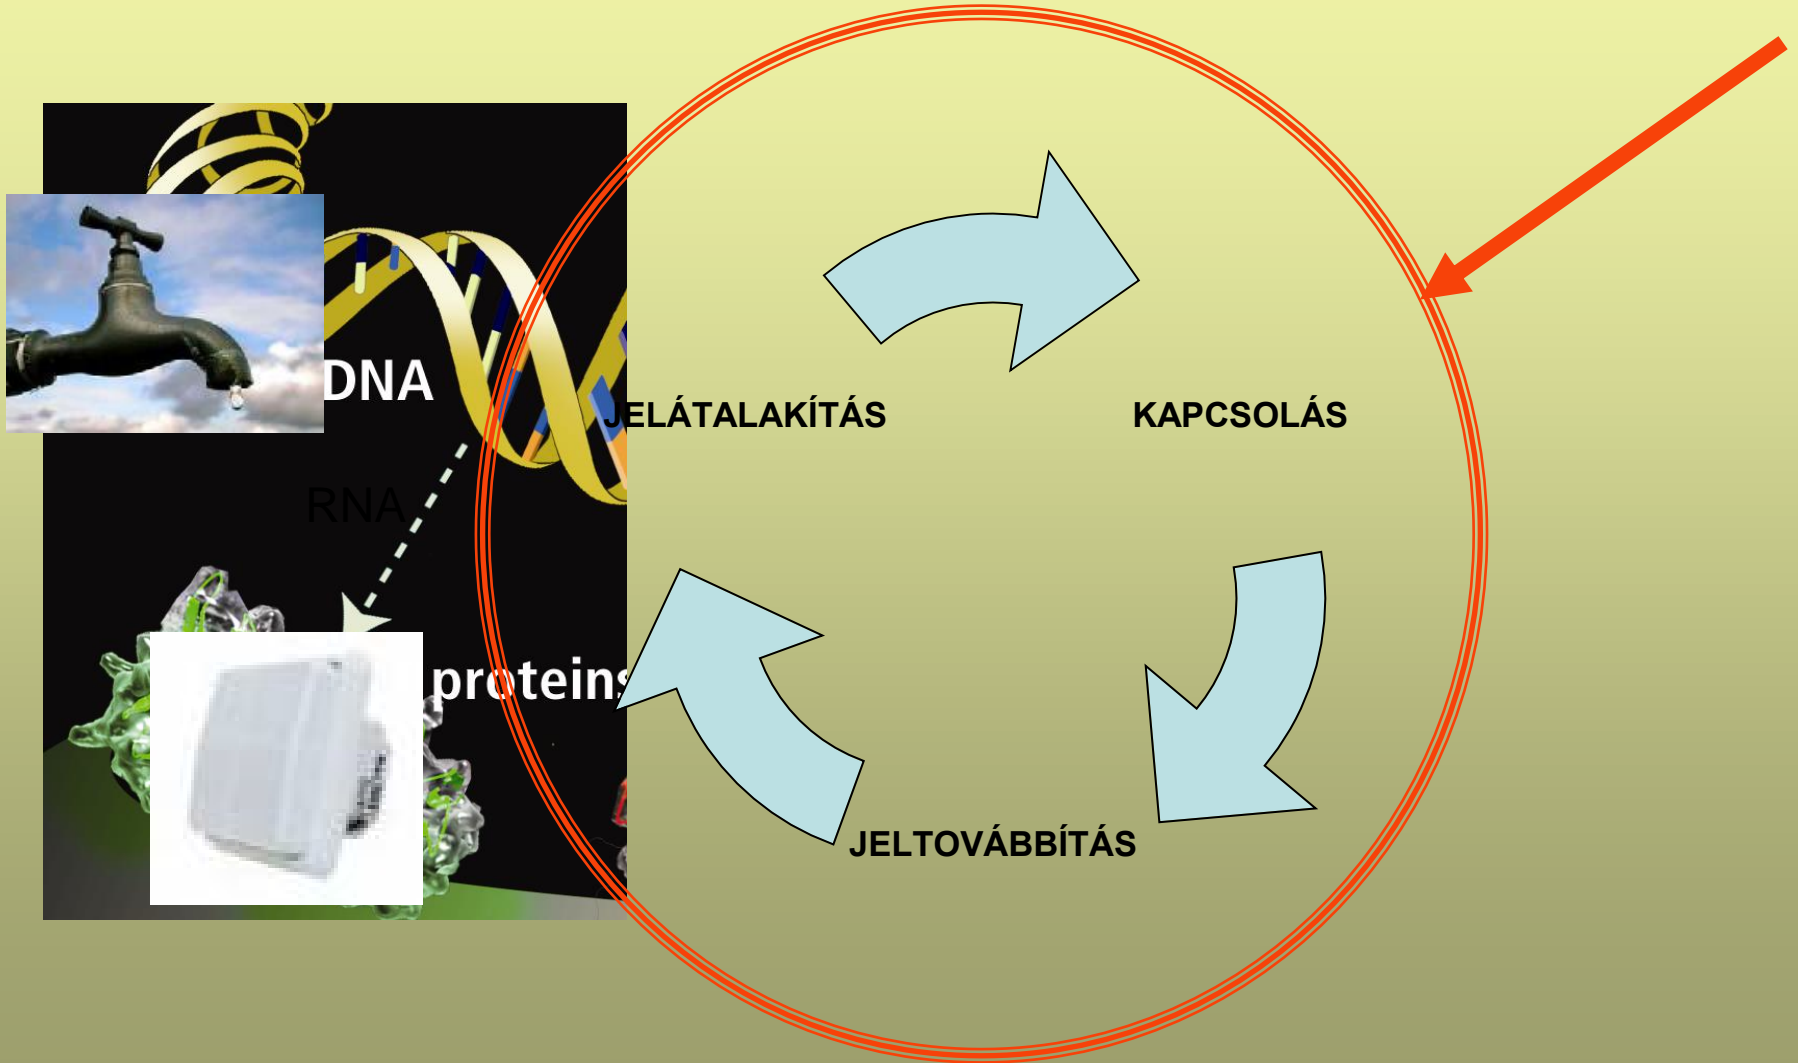 DNA
JELÁTALAKÍTÁS
KAPCSOLÁS
RNA
proteins
JELTOVÁBBÍTÁS